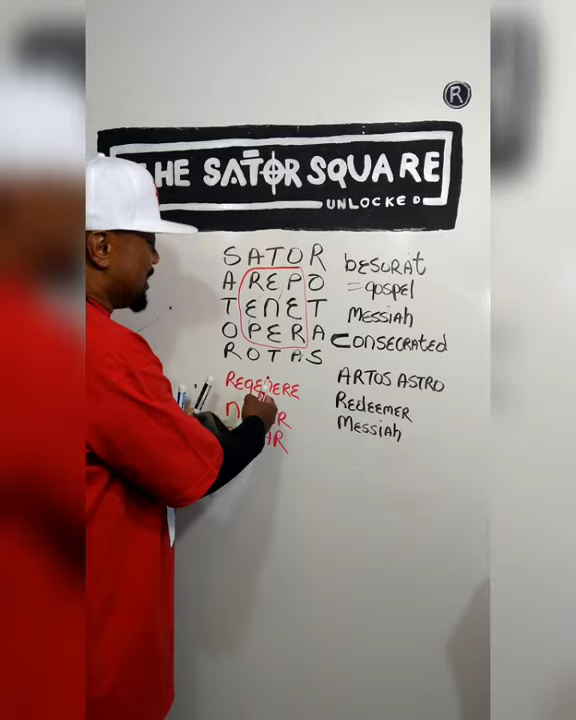 ®
THE SATOR SQUARE
UNLOCKED
SATOR
AREPO
TENET
OPERA
ROTAS
besorat
=gospel
Messiah
Consecrated
ARTOS ASTRO
Redeemer
Messiah